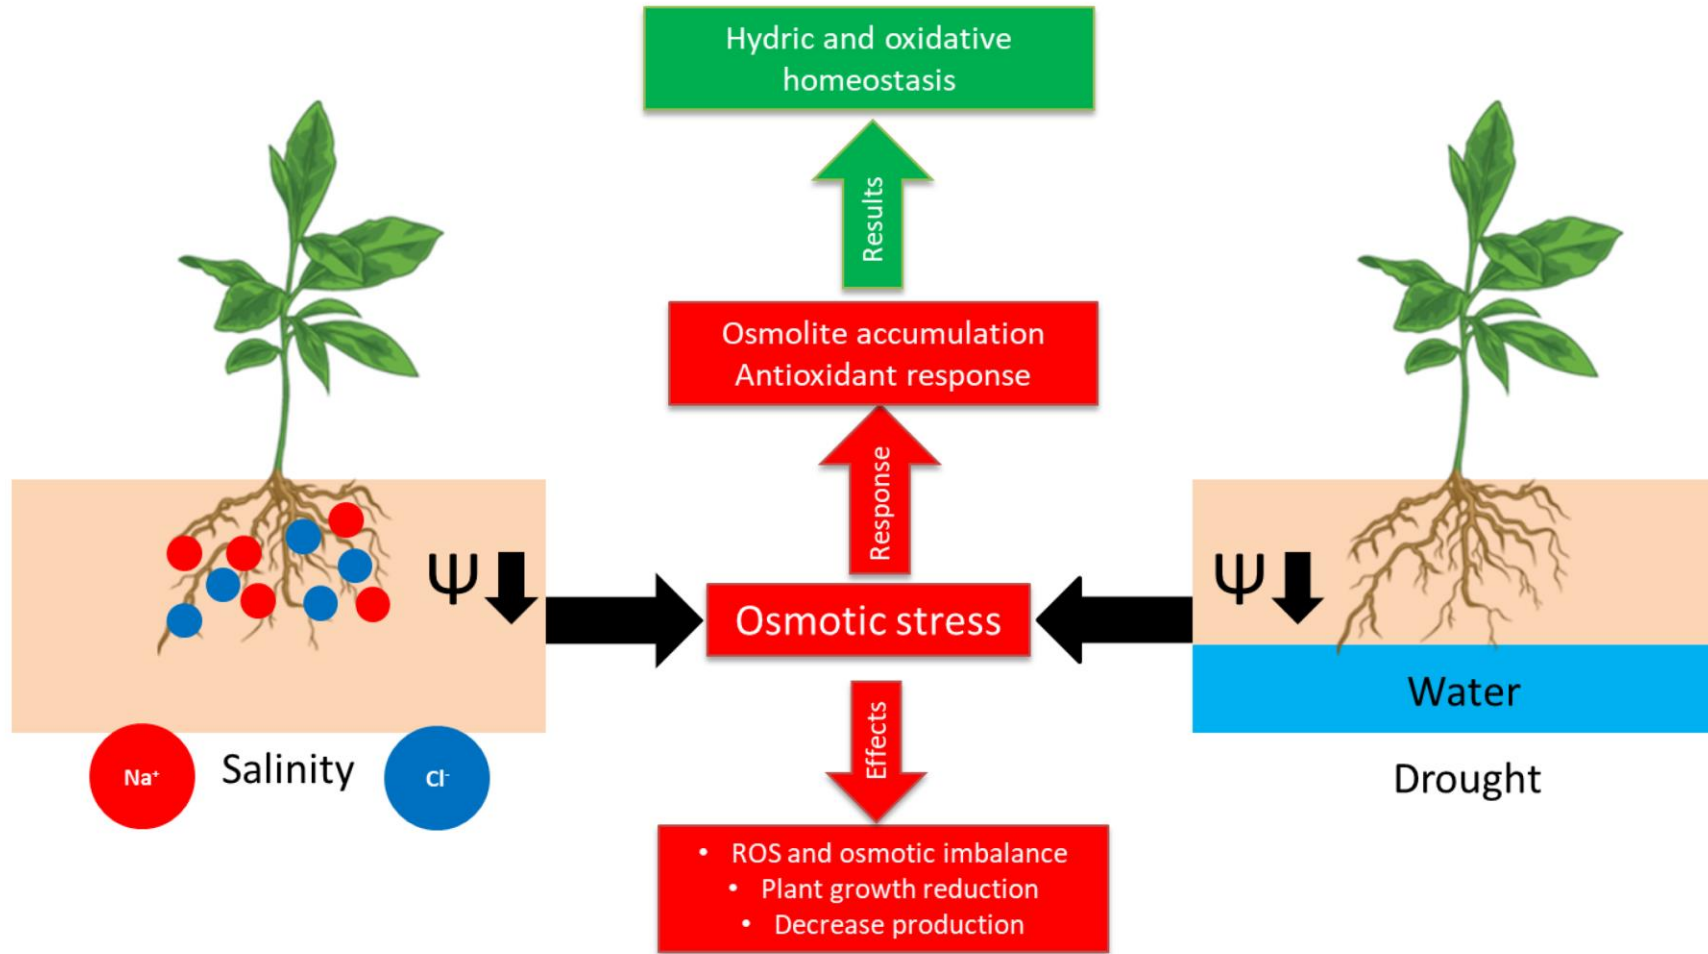 Hydric and oxidative
homeostasis
Results
Osmolite accumulation
Antioxidant response
Response
Ψ
Ψ
Osmotic stress
Water
Effects
Na⁺
Salinity
Cl⁻
Drought
• ROS and osmotic imbalance
• Plant growth reduction
• Decrease production